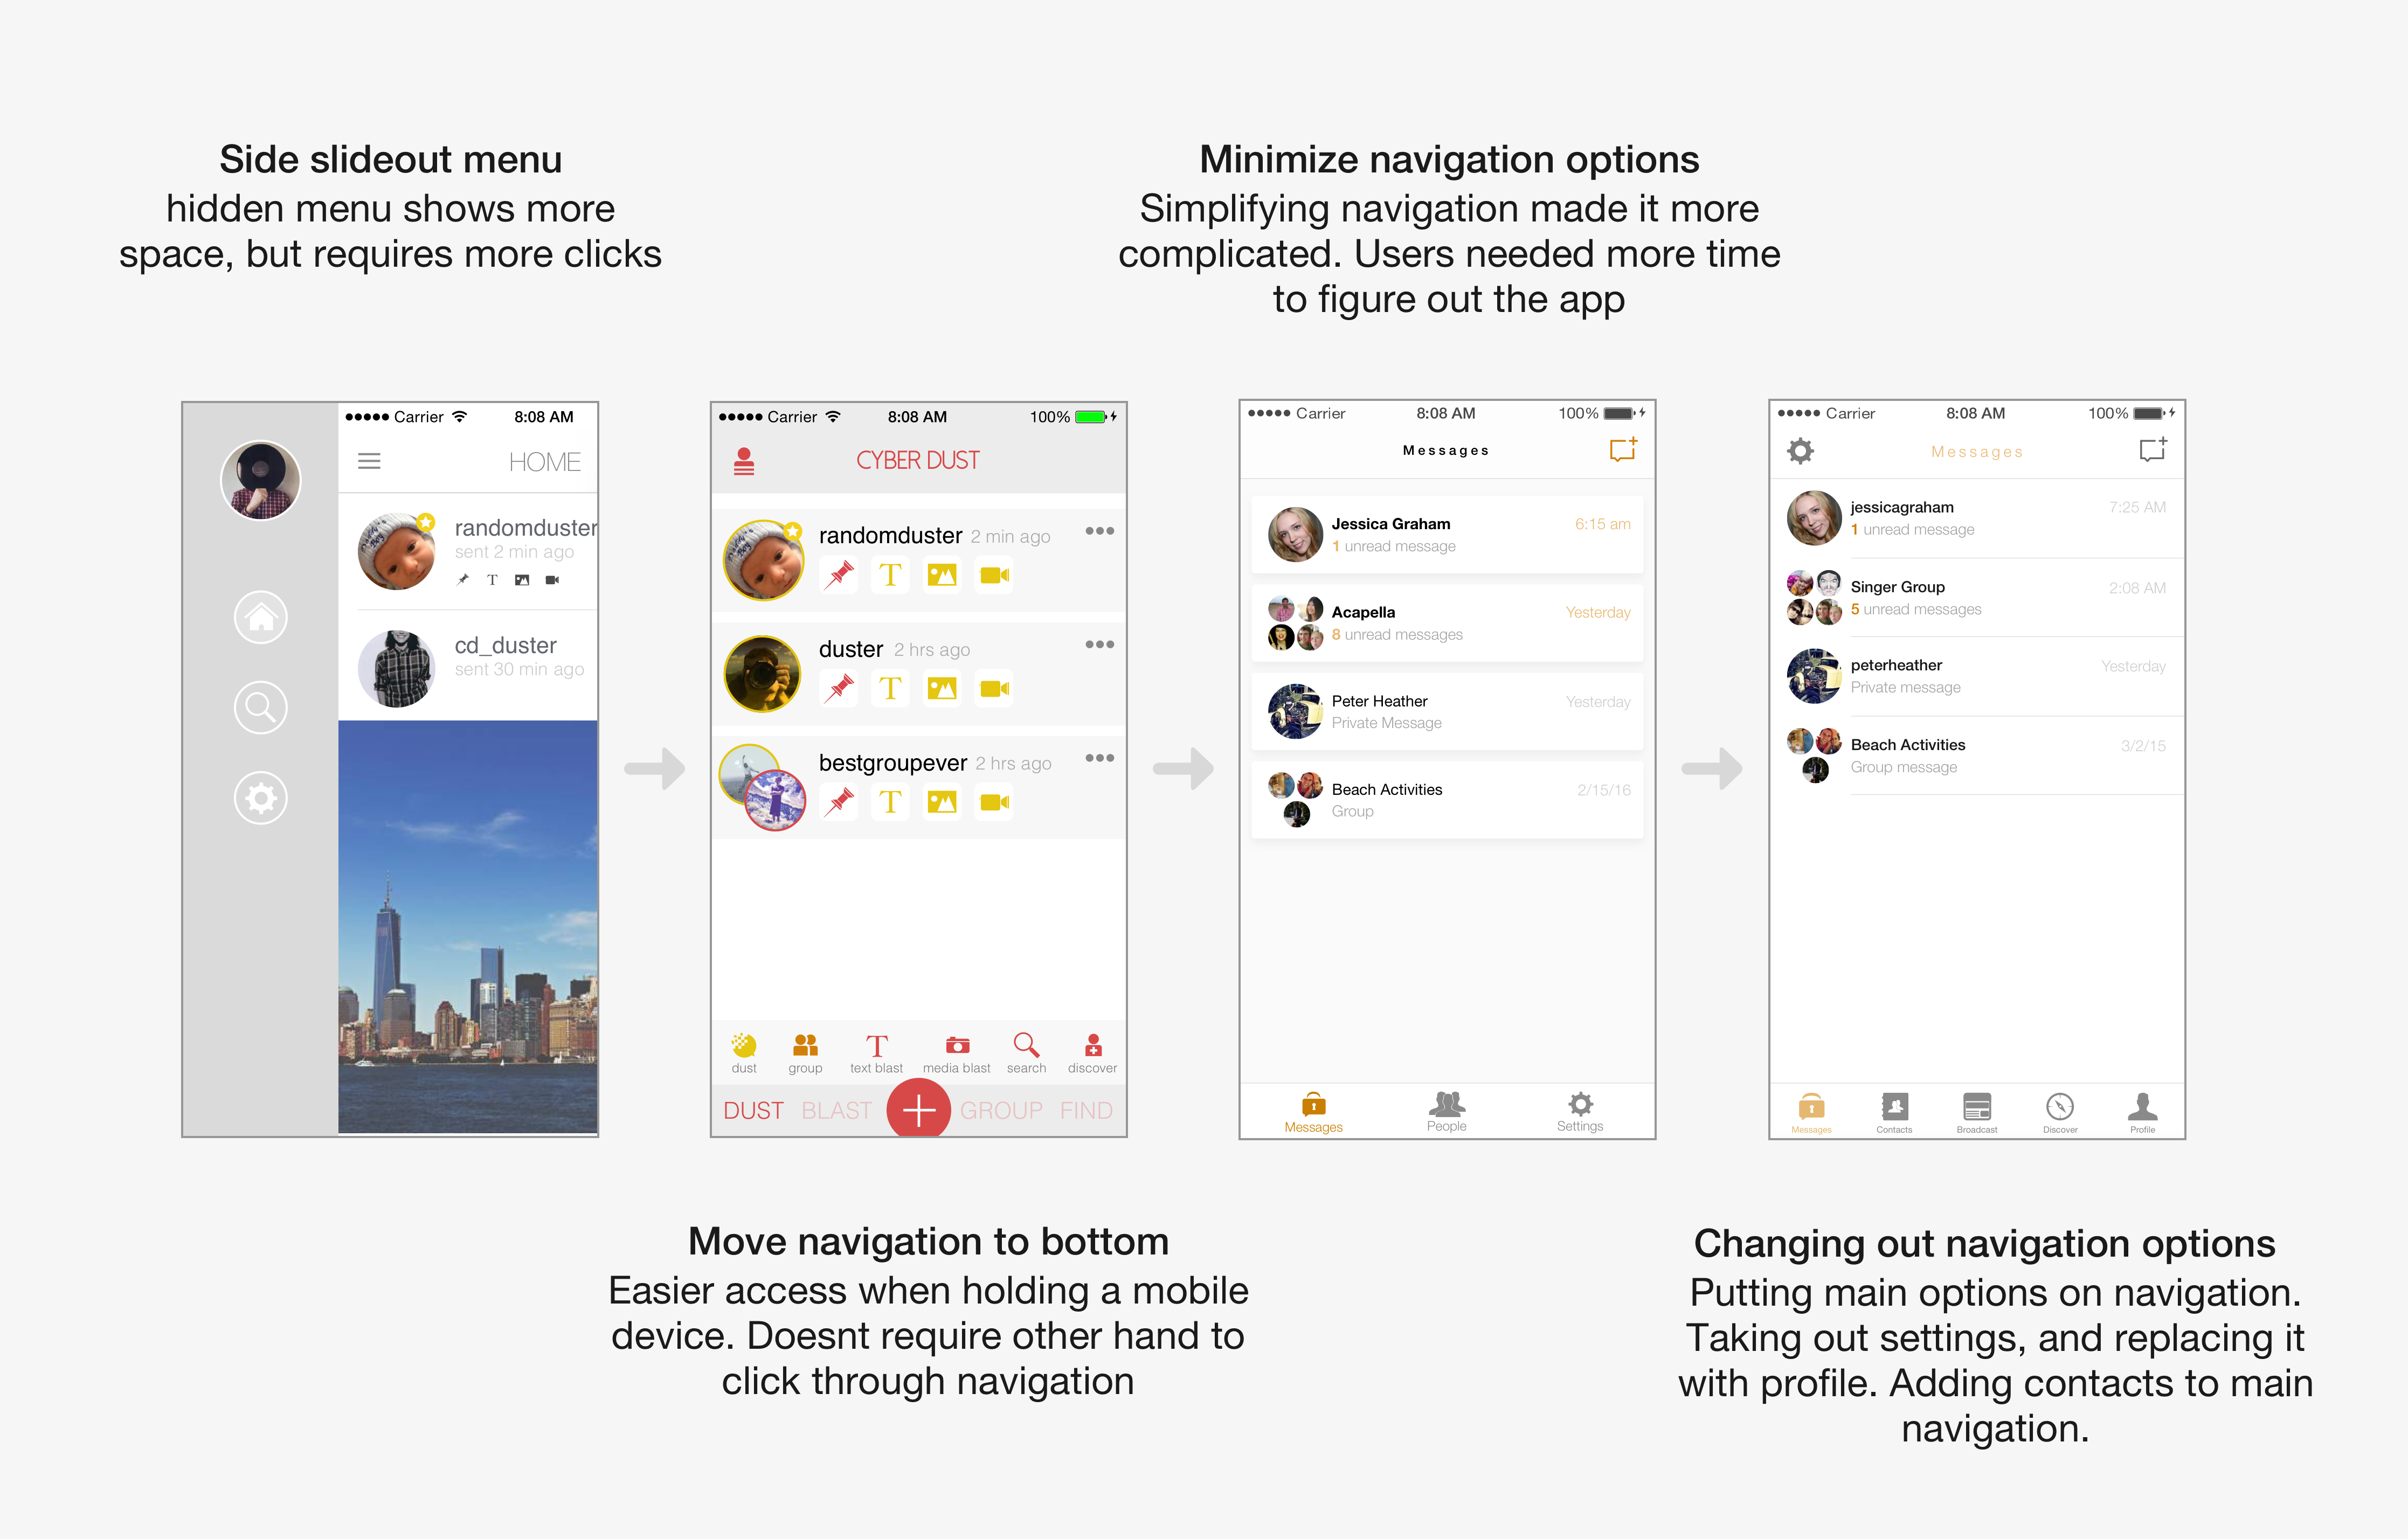 Side slideout menu
hidden menu shows more
space, but requires more clicks
Minimize navigation options
Simplifying navigation made it more
complicated. Users needed more time
to figure out the app
Carrier 8:08 AM
HOME
randomduster
sent 2 min ago
T
cd_duster
sent 30 min ago
Carrier 8:08 AM 100%
CYBER DUST
randomduster 2 min ago
T
duster 2 hrs ago
T
bestgroupever 2 hrs ago
T
T
dust group text blast media blast search discover
DUST BLAST + GROUP FIND
Carrier 8:08 AM 100%
Messages
Jessica Graham 6:15 am
1 unread message
Acapella Yesterday
8 unread messages
Peter Heather Yesterday
Private Message
Beach Activities 2/15/16
Group
Messages People Settings
Carrier 8:08 AM 100%
Messages
jessicagraham 7:25 AM
1 unread message
Singer Group 2:08 AM
5 unread messages
peterheather Yesterday
Private message
Beach Activities 3/2/15
Group message
Messages Contacts Broadcast Discover Profile
Move navigation to bottom
Easier access when holding a mobile
device. Doesnt require other hand to
click through navigation
Changing out navigation options
Putting main options on navigation.
Taking out settings, and replacing it
with profile. Adding contacts to main
navigation.